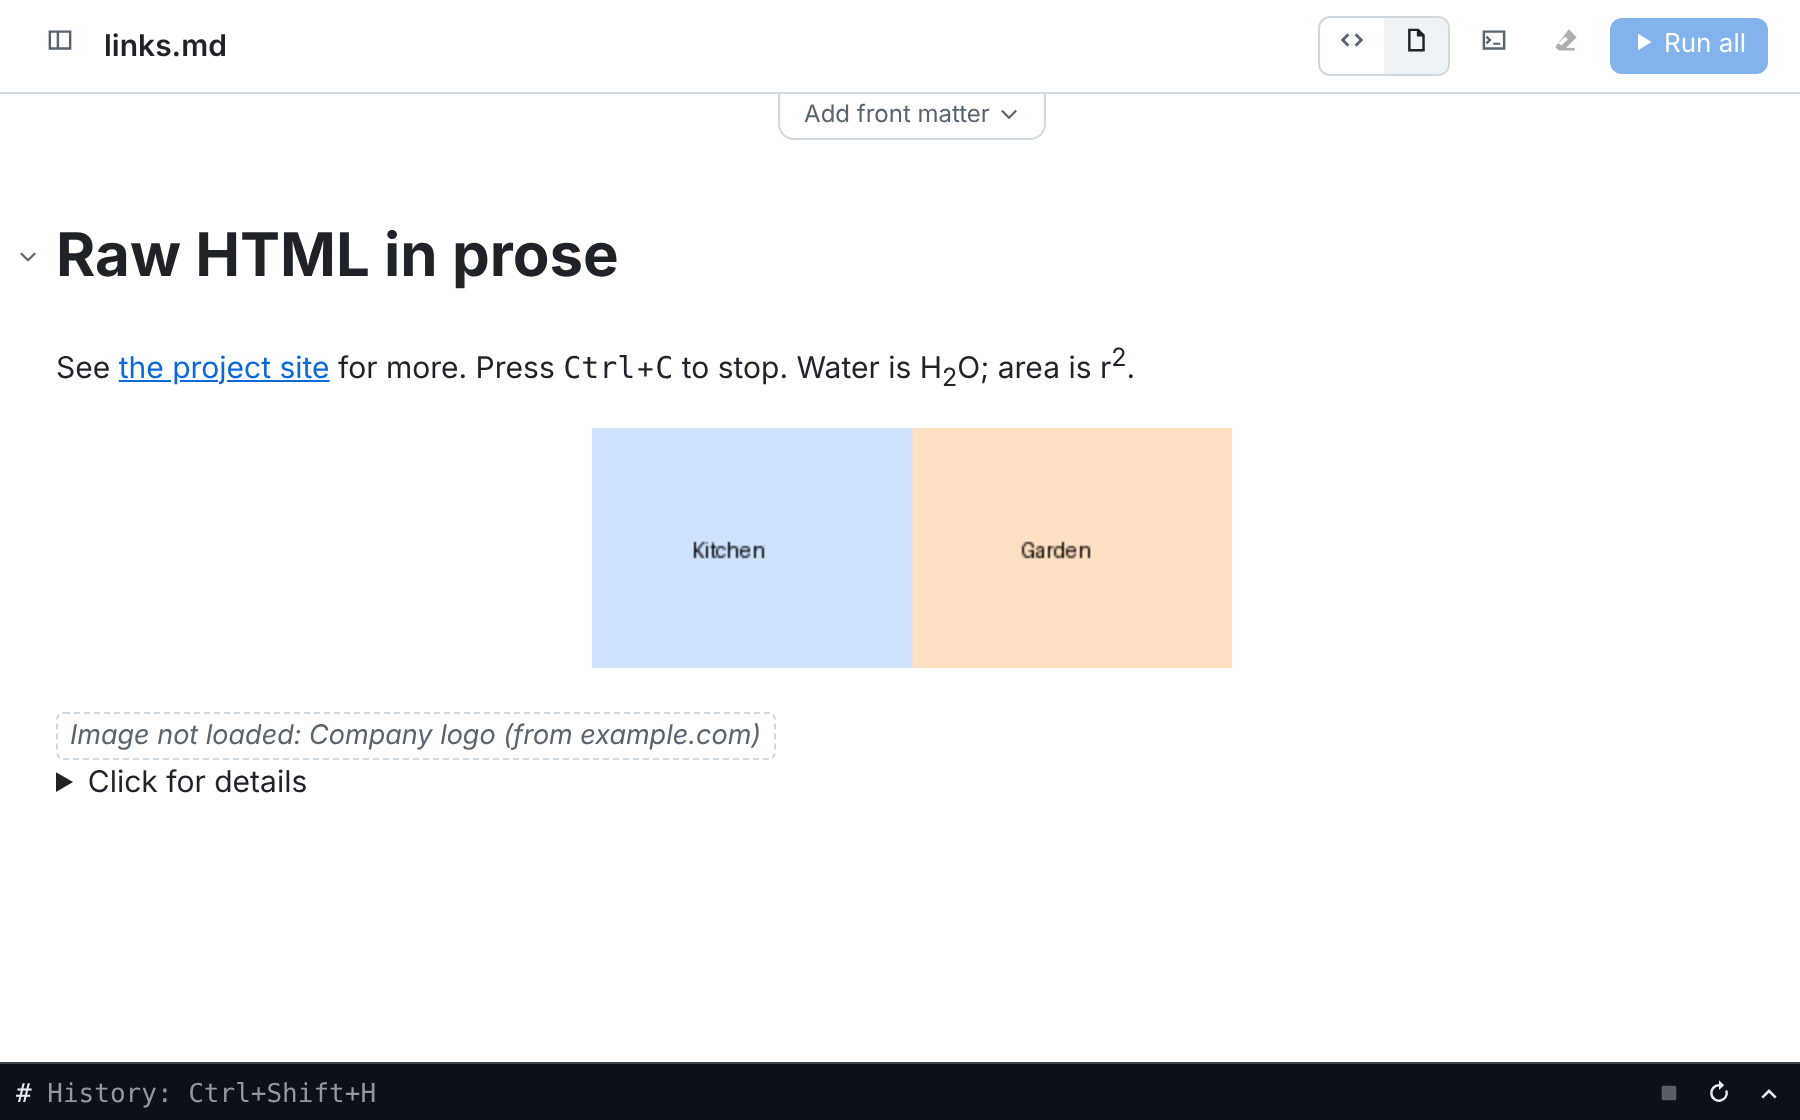 links.md
Run all
Add front matter
Raw HTML in prose
See the project site for more. Press Ctrl+C to stop. Water is H₂O; area is r².
Kitchen
Garden
Image not loaded: Company logo (from example.com)
Click for details
# History: Ctrl+Shift+H